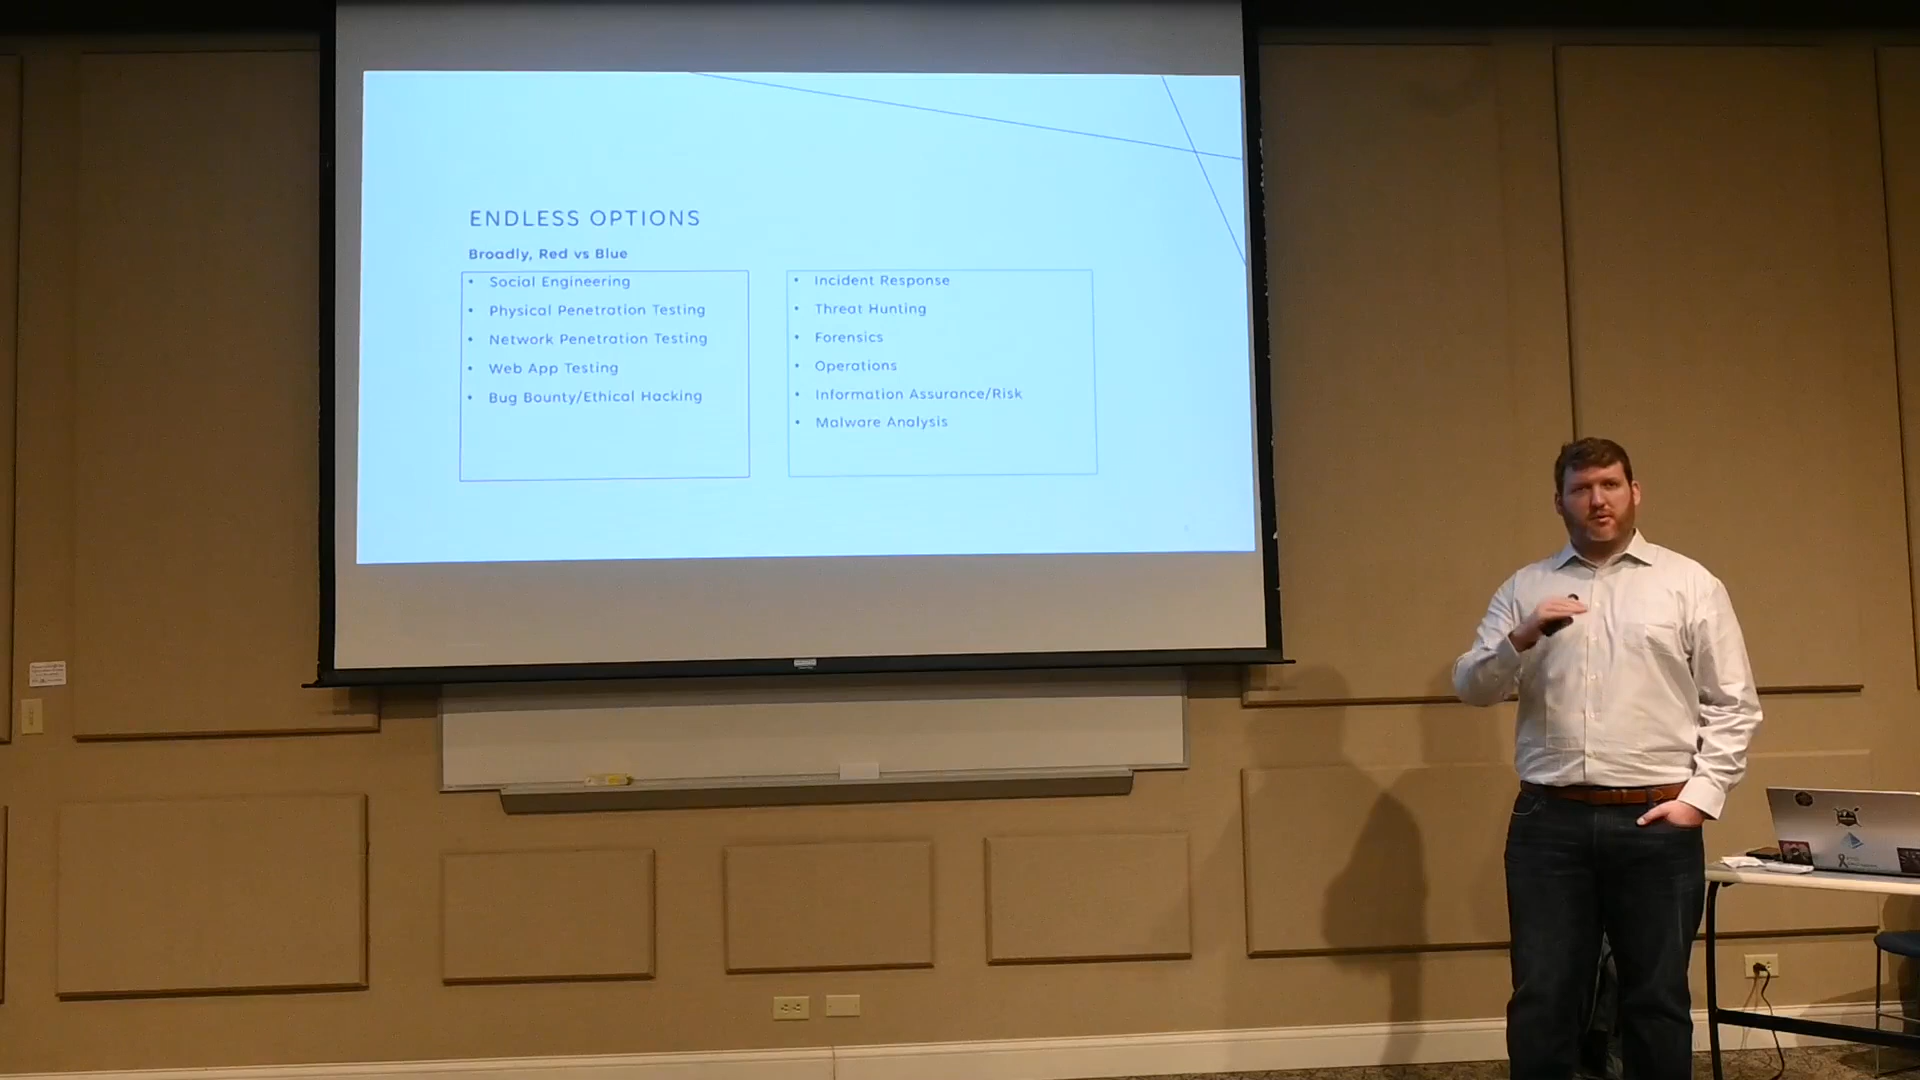 ENDLESS OPTIONS
Broadly, Red vs Blue
• Social Engineering
• Physical Penetration Testing
• Network Penetration Testing
• Web App Testing
• Bug Bounty/Ethical Hacking
• Incident Response
• Threat Hunting
• Forensics
• Operations
• Information Assurance/Risk
• Malware Analysis